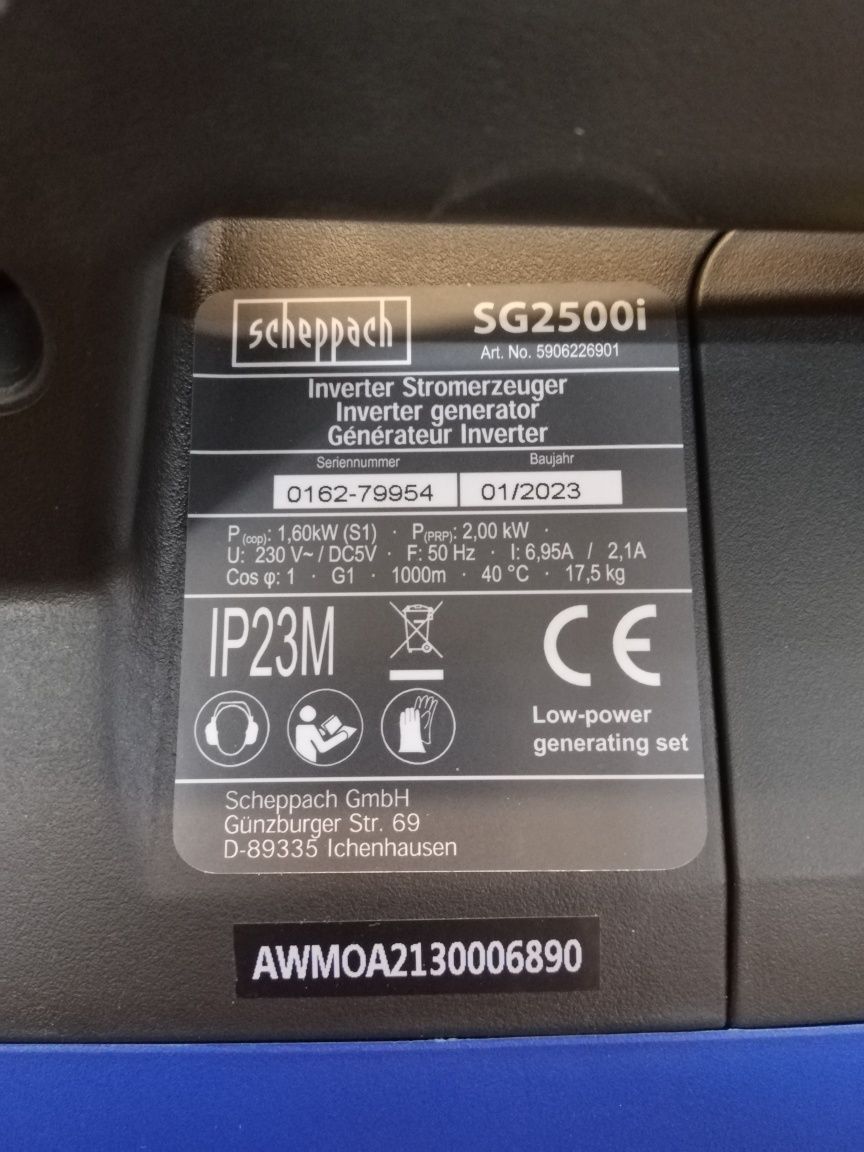 scheppach
SG2500i
Art. No. 5906226901
Inverter Stromerzeuger
Inverter generator
Générateur Inverter
Seriennummer Baujahr
0162-79954 01/2023
P(cop): 1,60kW (S1) · P(PRP): 2,00 kW ·
U: 230 V~ / DC5V · F: 50 Hz · I: 6,95A / 2,1A
Cos φ: 1 · G1 · 1000m · 40 °C · 17,5 kg
IP23M
CE
Low-power
generating set
Scheppach GmbH
Günzburger Str. 69
D-89335 Ichenhausen
AWMOA2130006890